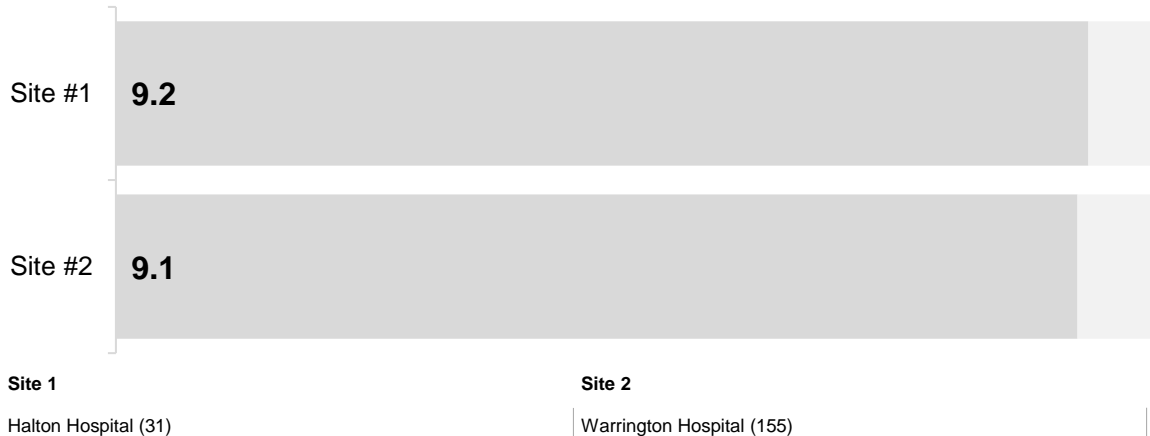 Site #1 9.2
Site #2 9.1
Site 1 Site 2
Halton Hospital (31) Warrington Hospital (155)